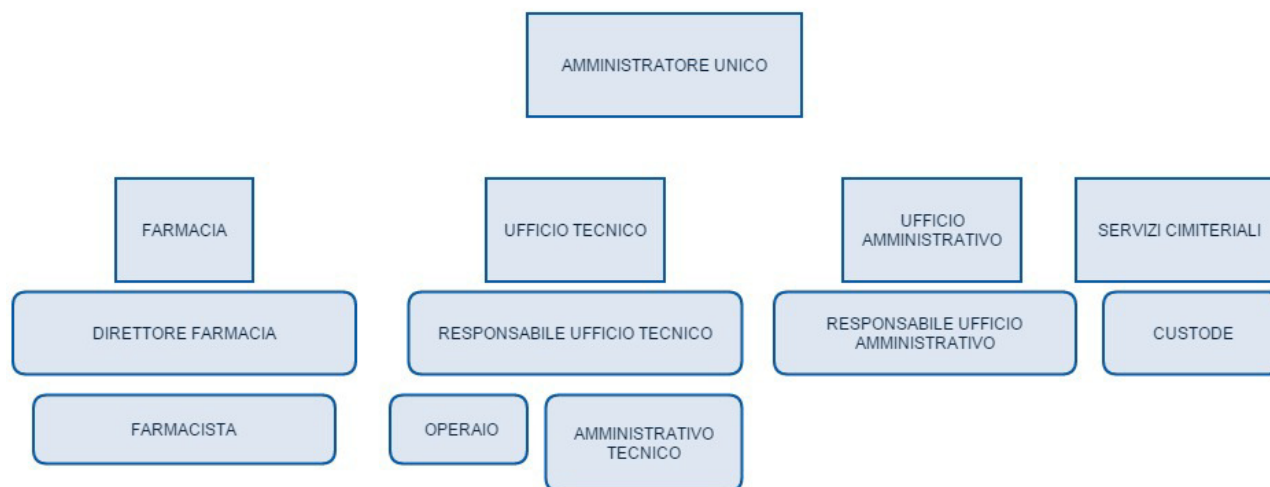 AMMINISTRATORE UNICO
FARMACIA
UFFICIO TECNICO
UFFICIO
AMMINISTRATIVO
SERVIZI CIMITERIALI
DIRETTORE FARMACIA
RESPONSABILE UFFICIO TECNICO
RESPONSABILE UFFICIO
AMMINISTRATIVO
CUSTODE
FARMACISTA
OPERAIO
AMMINISTRATIVO
TECNICO